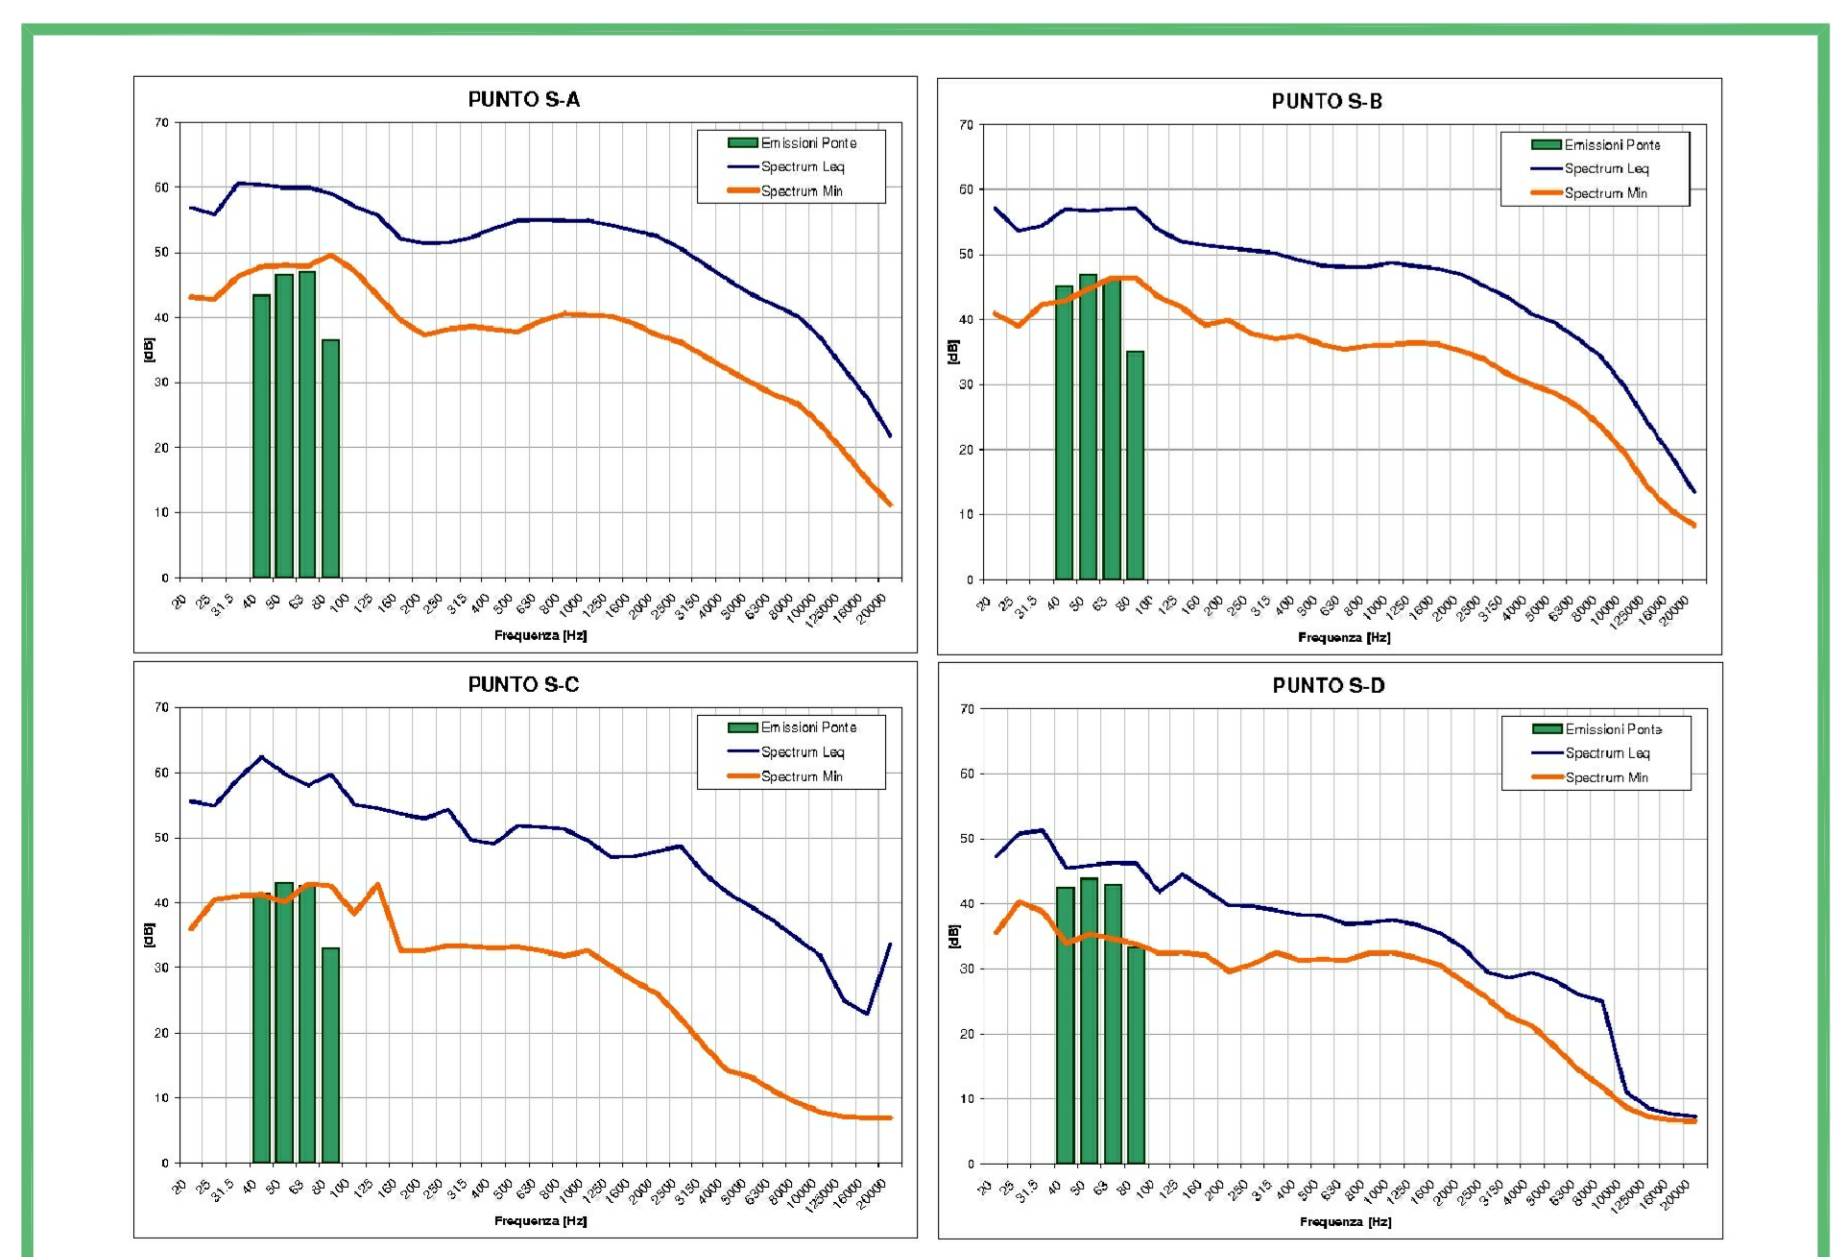 PUNTO S-A
70
60
50
40
30
20
10
0
[dB]
Emissioni Ponte
Spectrum Leq
Spectrum Min
20 25 31.5 40 50 63 80 100 125 160 200 250 315 400 500 630 800 1000 1250 1600 2000 2500 3150 4000 5000 6300 8000 10000 125000 16000 20000
Frequenza [Hz]
PUNTO S-B
70
60
50
40
30
20
10
0
[dB]
Emissioni Ponte
Spectrum Leq
Spectrum Min
20 25 31.5 40 50 63 80 100 125 160 200 250 315 400 500 630 800 1000 1250 1600 2000 2500 3150 4000 5000 6300 8000 10000 125000 16000 20000
Frequenza [Hz]
PUNTO S-C
70
60
50
40
30
20
10
0
[dB]
Emissioni Ponte
Spectrum Leq
Spectrum Min
20 25 31.5 40 50 63 80 100 125 160 200 250 315 400 500 630 800 1000 1250 1600 2000 2500 3150 4000 5000 6300 8000 10000 125000 16000 20000
Frequenza [Hz]
PUNTO S-D
70
60
50
40
30
20
10
0
[dB]
Emissioni Ponte
Spectrum Leq
Spectrum Min
20 25 31.5 40 50 63 80 100 125 160 200 250 315 400 500 630 800 1000 1250 1600 2000 2500 3150 4000 5000 6300 8000 10000 125000 16000 20000
Frequenza [Hz]